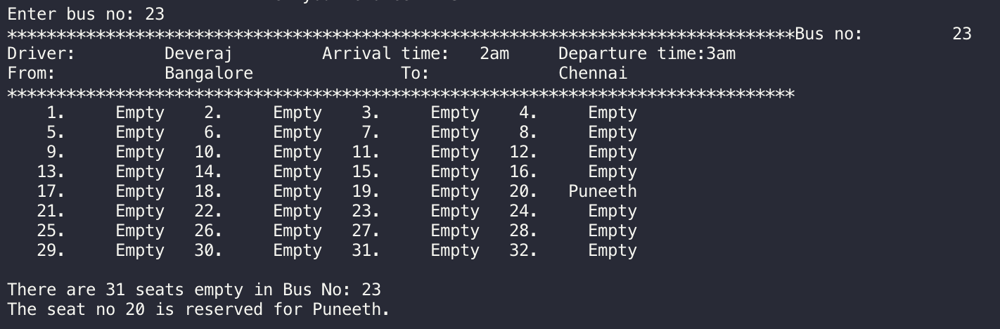 Enter bus no: 23
********************************************************************************Bus no:         23
Driver:         Deveraj         Arrival time:   2am     Departure time:3am
From:           Bangalore               To:             Chennai
********************************************************************************
    1.     Empty    2.     Empty    3.     Empty    4.     Empty
    5.     Empty    6.     Empty    7.     Empty    8.     Empty
    9.     Empty   10.     Empty   11.     Empty   12.     Empty
   13.     Empty   14.     Empty   15.     Empty   16.     Empty
   17.     Empty   18.     Empty   19.     Empty   20.   Puneeth
   21.     Empty   22.     Empty   23.     Empty   24.     Empty
   25.     Empty   26.     Empty   27.     Empty   28.     Empty
   29.     Empty   30.     Empty   31.     Empty   32.     Empty
There are 31 seats empty in Bus No: 23
The seat no 20 is reserved for Puneeth.